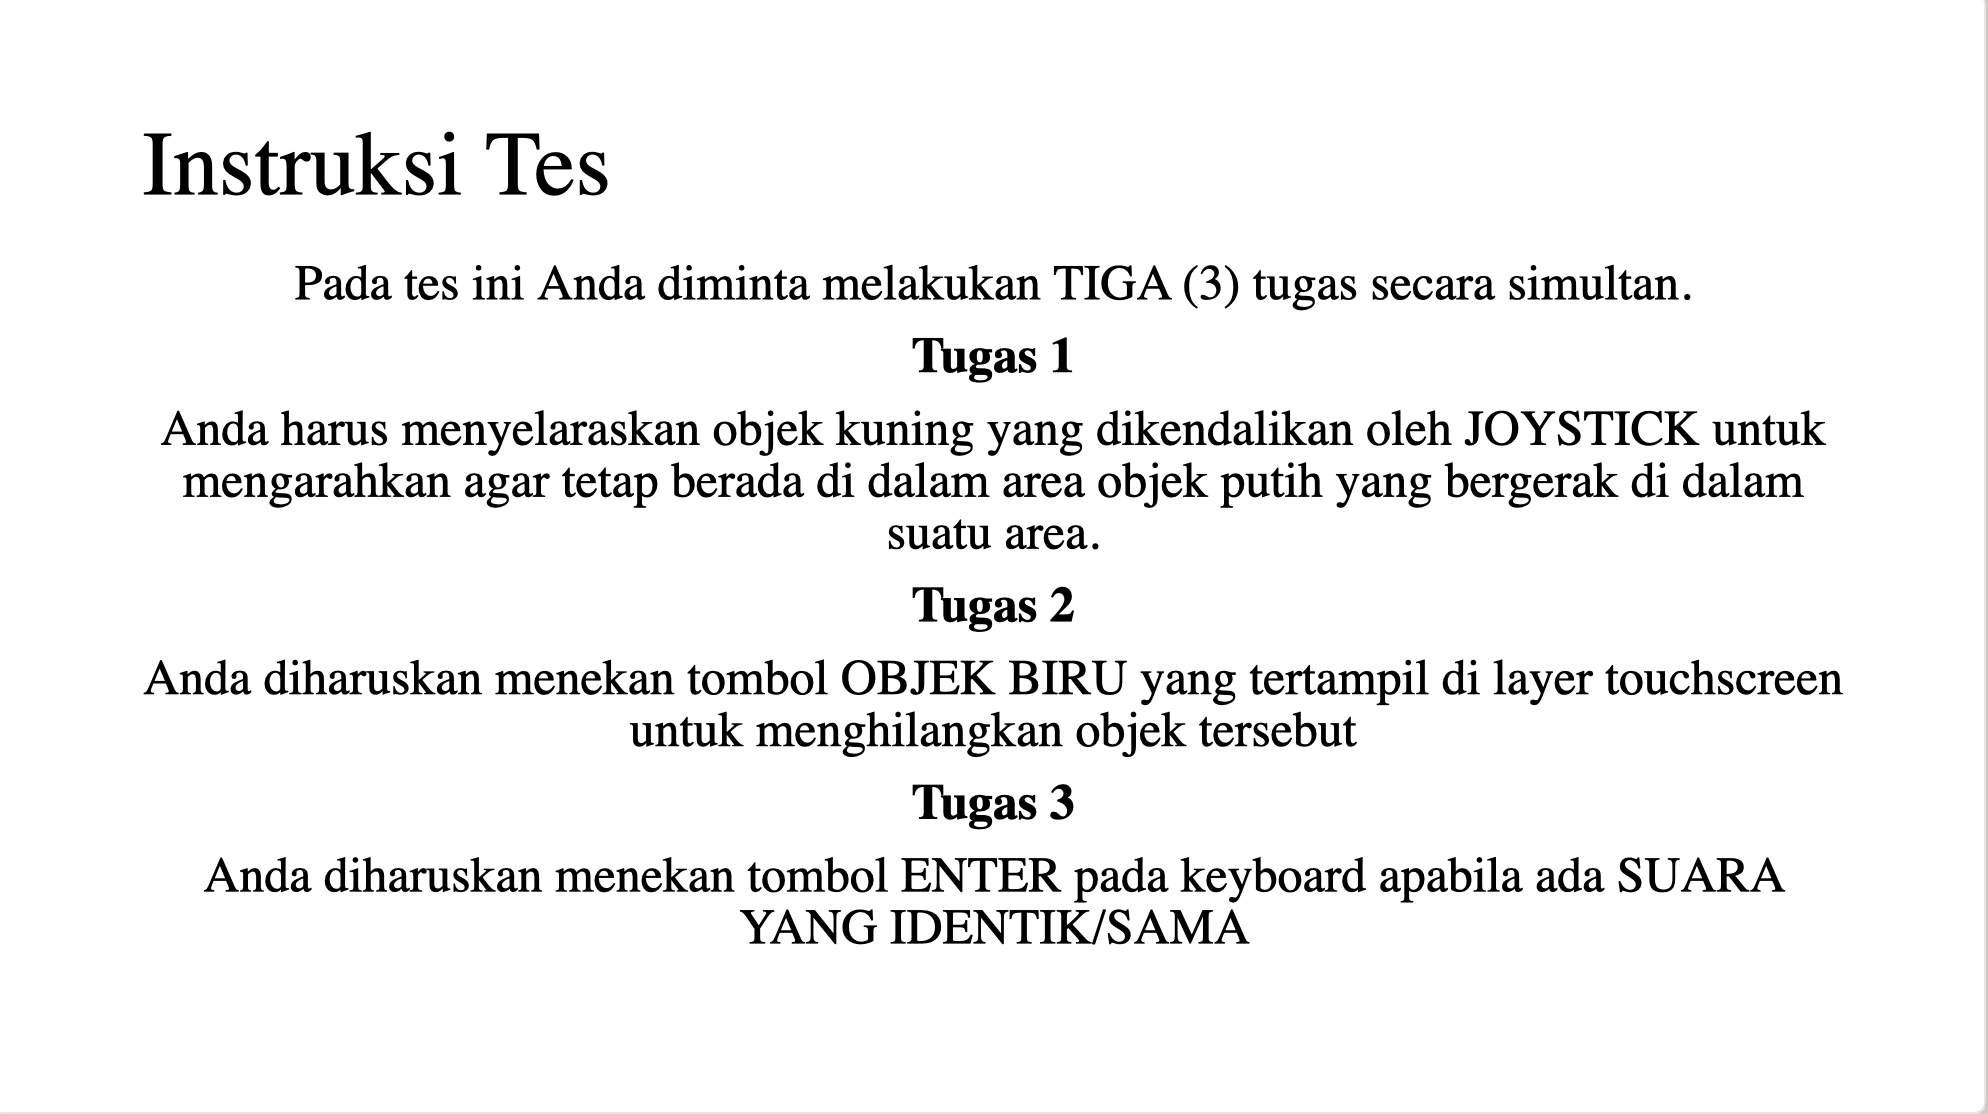 Instruksi Tes
Pada tes ini Anda diminta melakukan TIGA (3) tugas secara simultan.
Tugas 1
Anda harus menyelaraskan objek kuning yang dikendalikan oleh JOYSTICK untuk
mengarahkan agar tetap berada di dalam area objek putih yang bergerak di dalam
suatu area.
Tugas 2
Anda diharuskan menekan tombol OBJEK BIRU yang tertampil di layer touchscreen
untuk menghilangkan objek tersebut
Tugas 3
Anda diharuskan menekan tombol ENTER pada keyboard apabila ada SUARA
YANG IDENTIK/SAMA